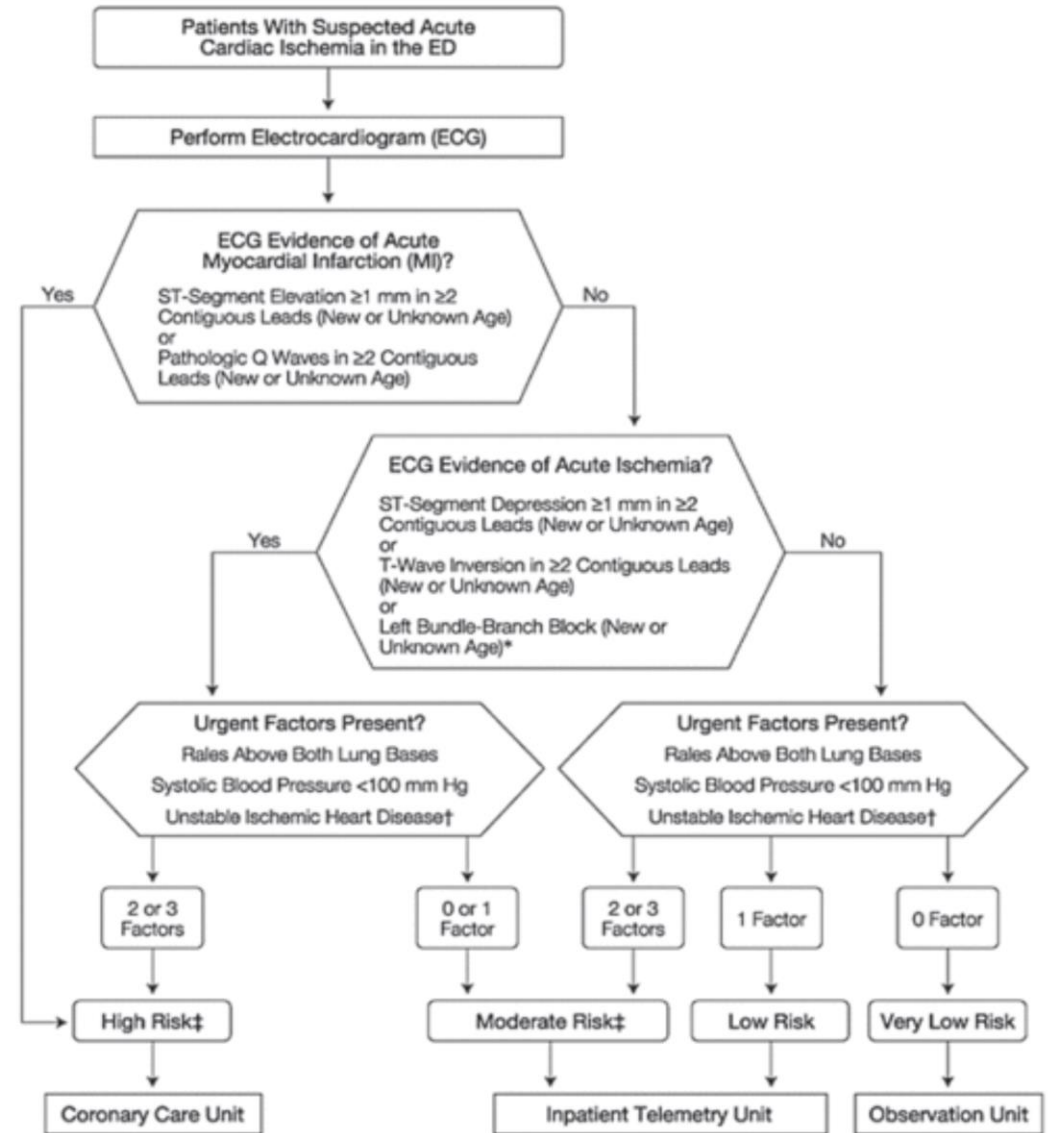 Patients With Suspected Acute
Cardiac Ischemia in the ED
Perform Electrocardiogram (ECG)
ECG Evidence of Acute
Myocardial Infarction (MI)?
ST-Segment Elevation ≥1 mm in ≥2
Contiguous Leads (New or Unknown Age)
or
Pathologic Q Waves in ≥2 Contiguous
Leads (New or Unknown Age)
Yes
No
ECG Evidence of Acute Ischemia?
ST-Segment Depression ≥1 mm in ≥2
Contiguous Leads (New or Unknown Age)
or
T-Wave Inversion in ≥2 Contiguous Leads
(New or Unknown Age)
or
Left Bundle-Branch Block (New or
Unknown Age)*
Yes
No
Urgent Factors Present?
Rales Above Both Lung Bases
Systolic Blood Pressure <100 mm Hg
Unstable Ischemic Heart Disease†
Urgent Factors Present?
Rales Above Both Lung Bases
Systolic Blood Pressure <100 mm Hg
Unstable Ischemic Heart Disease†
2 or 3
Factors
0 or 1
Factor
2 or 3
Factors
1 Factor
0 Factor
High Risk‡
Moderate Risk‡
Low Risk
Very Low Risk
Coronary Care Unit
Inpatient Telemetry Unit
Observation Unit